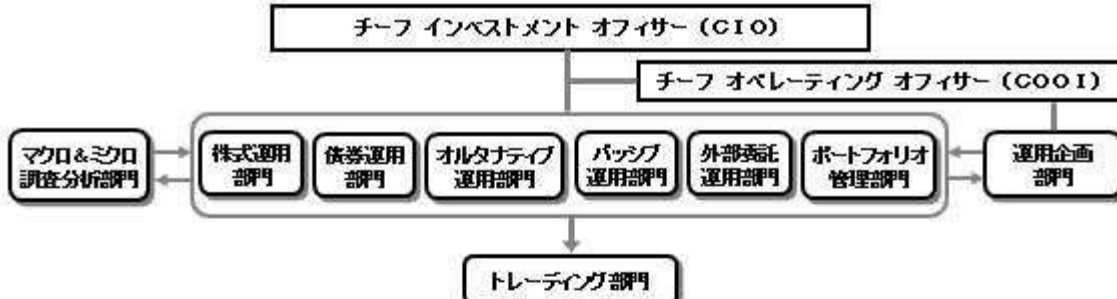 チーフ インベストメント オフィサー (CIO)
チーフ オペレーティング オフィサー (COOI)
マクロ&ミクロ
調査分析部門
株式運用
部門
債券運用
部門
オルタナティブ
運用部門
パッシブ
運用部門
外部委託
運用部門
ポートフォリオ
管理部門
運用企画
部門
トレーディング部門